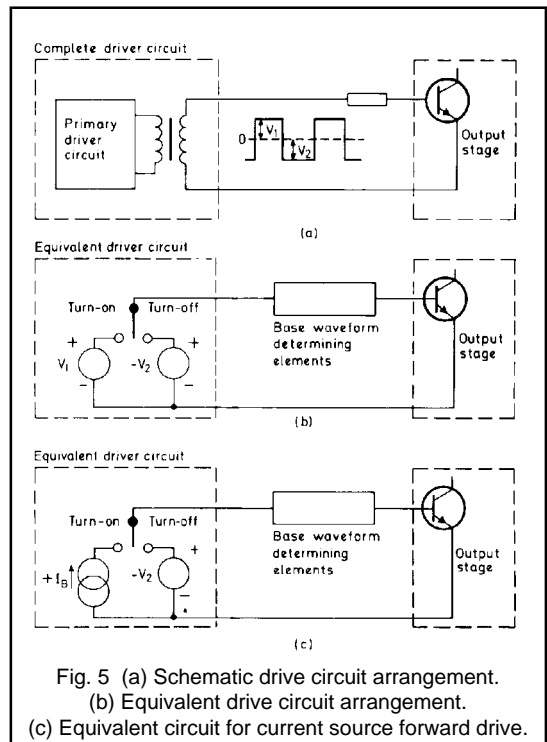 Complete driver circuit
Primary
driver
circuit
0
V1
V2
Output
stage
(a)
Equivalent driver circuit
Turn-on Turn-off
+ +
V1 -V2
- -
Base waveform
determining
elements
Output
stage
(b)
Equivalent driver circuit
Turn-on Turn-off
+
+IB -V2
-
Base waveform
determining
elements
Output
stage
(c)
Fig. 5 (a) Schematic drive circuit arrangement.
(b) Equivalent drive circuit arrangement.
(c) Equivalent circuit for current source forward drive.